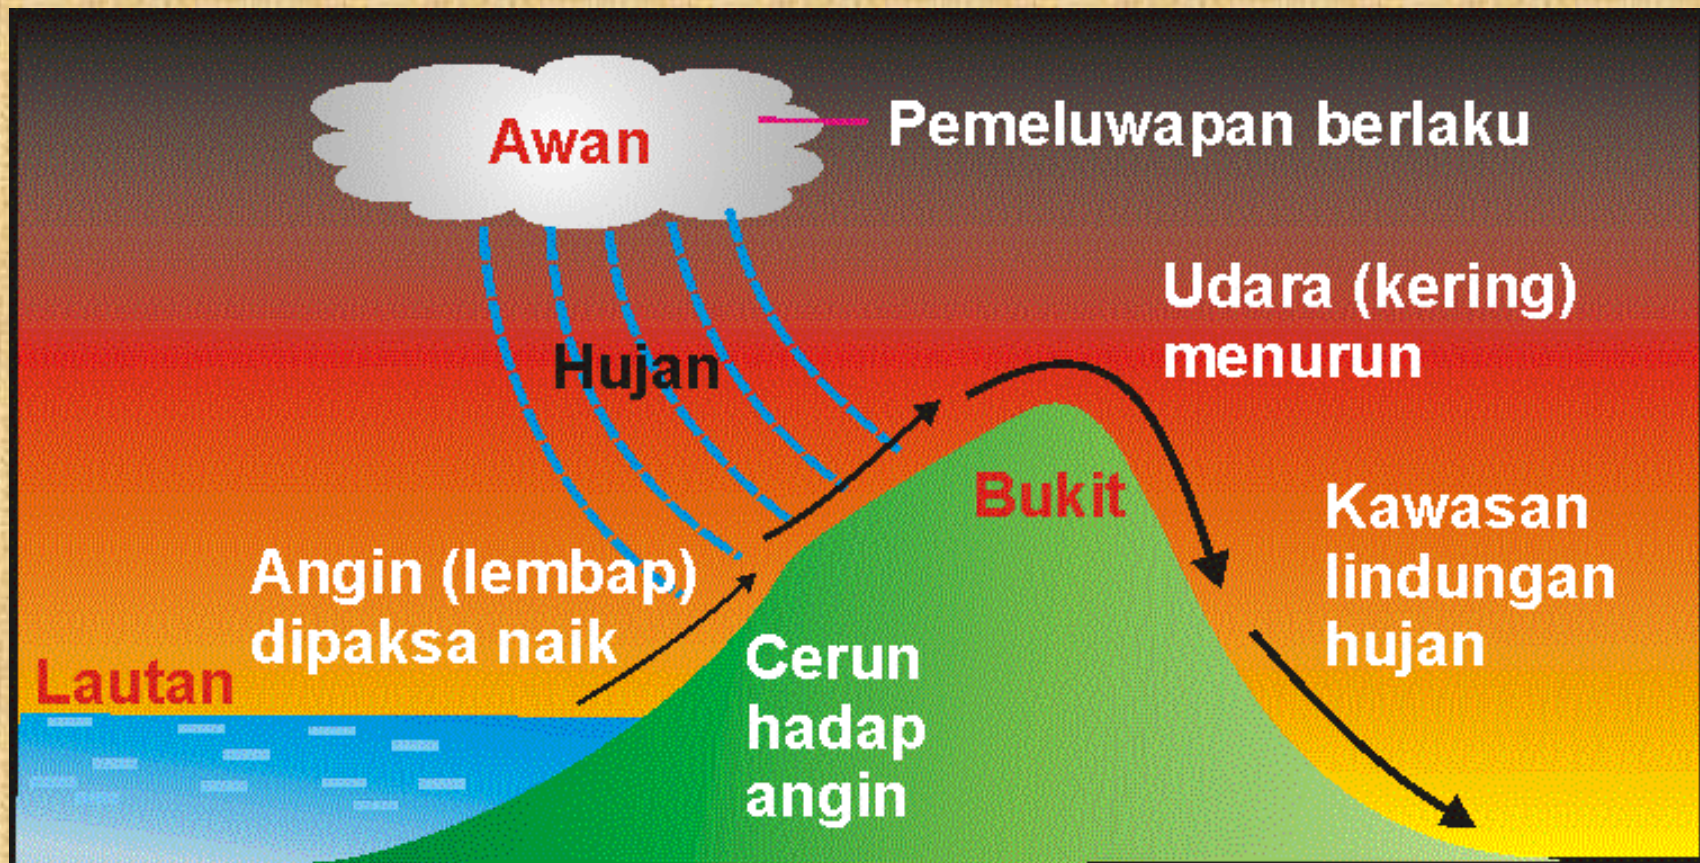 Awan
Pemeluwapan berlaku
Udara (kering)
menurun
Hujan
Bukit
Kawasan
lindungan
hujan
Angin (lembap)
dipaksa naik
Lautan
Cerun
hadap
angin